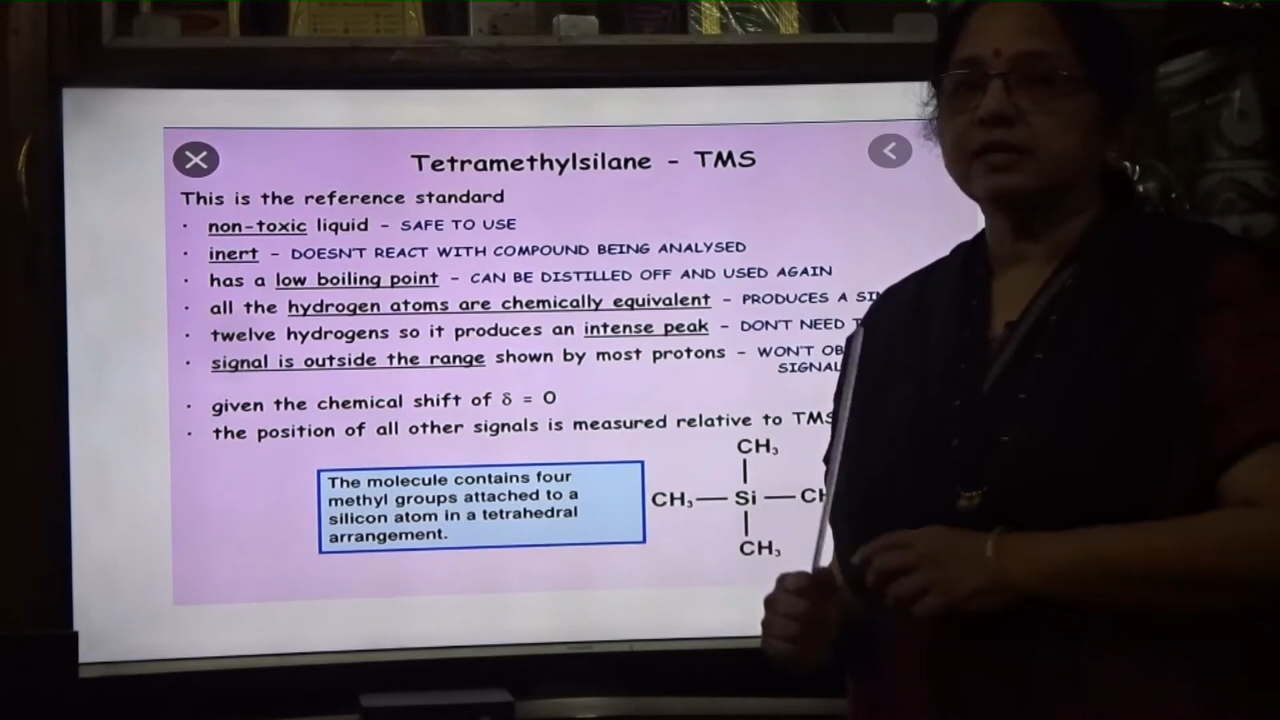 Tetramethylsilane - TMS
This is the reference standard
· non-toxic liquid - SAFE TO USE
· inert - DOESN'T REACT WITH COMPOUND BEING ANALYSED
· has a low boiling point - CAN BE DISTILLED OFF AND USED AGAIN
· all the hydrogen atoms are chemically equivalent - PRODUCES A
· twelve hydrogens so it produces an intense peak - DON'T NEED
· signal is outside the range shown by most protons - WON'T
SIGNAL
· given the chemical shift of δ = 0
· the position of all other signals is measured relative to TMS
CH₃
The molecule contains four
methyl groups attached to a
silicon atom in a tetrahedral
arrangement.
CH₃ — Si —
CH₃